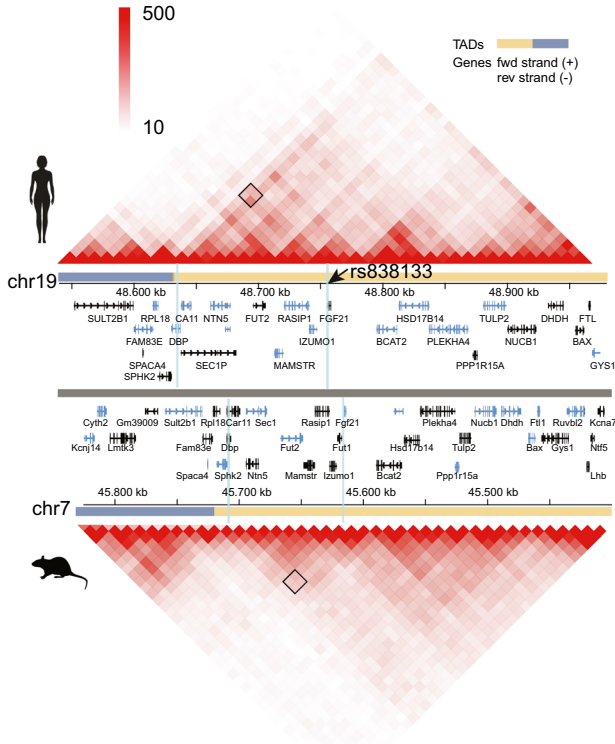 500
10
TADs
Genes fwd strand (+)
rev strand (-)
rs838133
chr19
48.600 kb 48.700 kb 48.800 kb 48.900 kb
SULT2B1 RPL18 CA11 NTN5 FUT2 RASIP1 FGF21 HSD17B14 TULP2 DHDH FTL
FAM83E DBP IZUMO1 BCAT2 PLEKHA4 NUCB1 BAX
SPACA4 SEC1P MAMSTR PPP1R15A GYS1
SPHK2
Cyth2 Gm39009 Sult2b1 Rpl18 Car11 Sec1 Rasip1 Fgf21 Plekha4 Nucb1 Dhdh Ftl1 Ruvbl2 Kcna7
Kcnj14 Lmtk3 Fam83e Dbp Fut2 Fut1 Hsd17b14 Tulp2 Bax Gys1 Ntf5
Spaca4 Sphk2 Ntn5 Mamstr Izumo1 Bcat2 Ppp1r15a Lhb
45.800 kb 45.700 kb 45.600 kb 45.500 kb
chr7